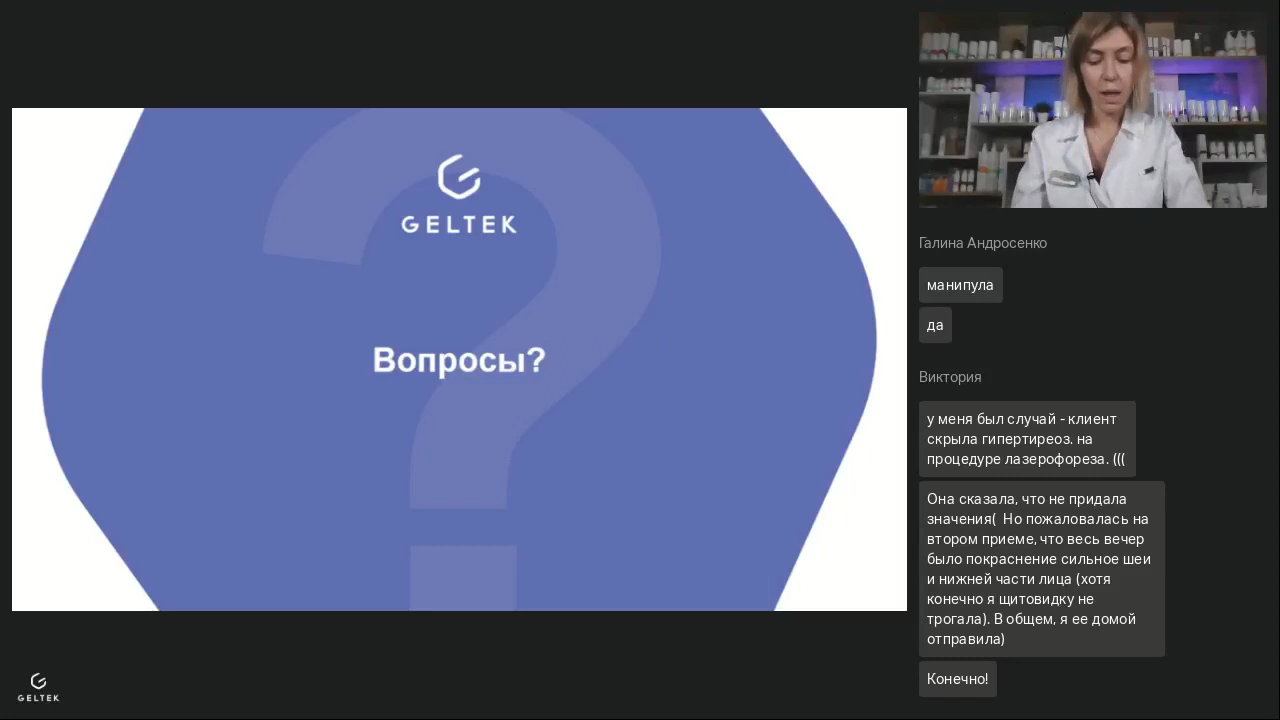 GELTEK
Вопросы?
GELTEK
Галина Андросенко
манипула
да
Виктория
у меня был случай - клиент
скрыла гипертиреоз. на
процедуре лазерофореза. (((
Она сказала, что не придала
значения(  Но пожаловалась на
втором приеме, что весь вечер
было покраснение сильное шеи
и нижней части лица (хотя
конечно я щитовидку не
трогала). В общем, я ее домой
отправила)
Конечно!